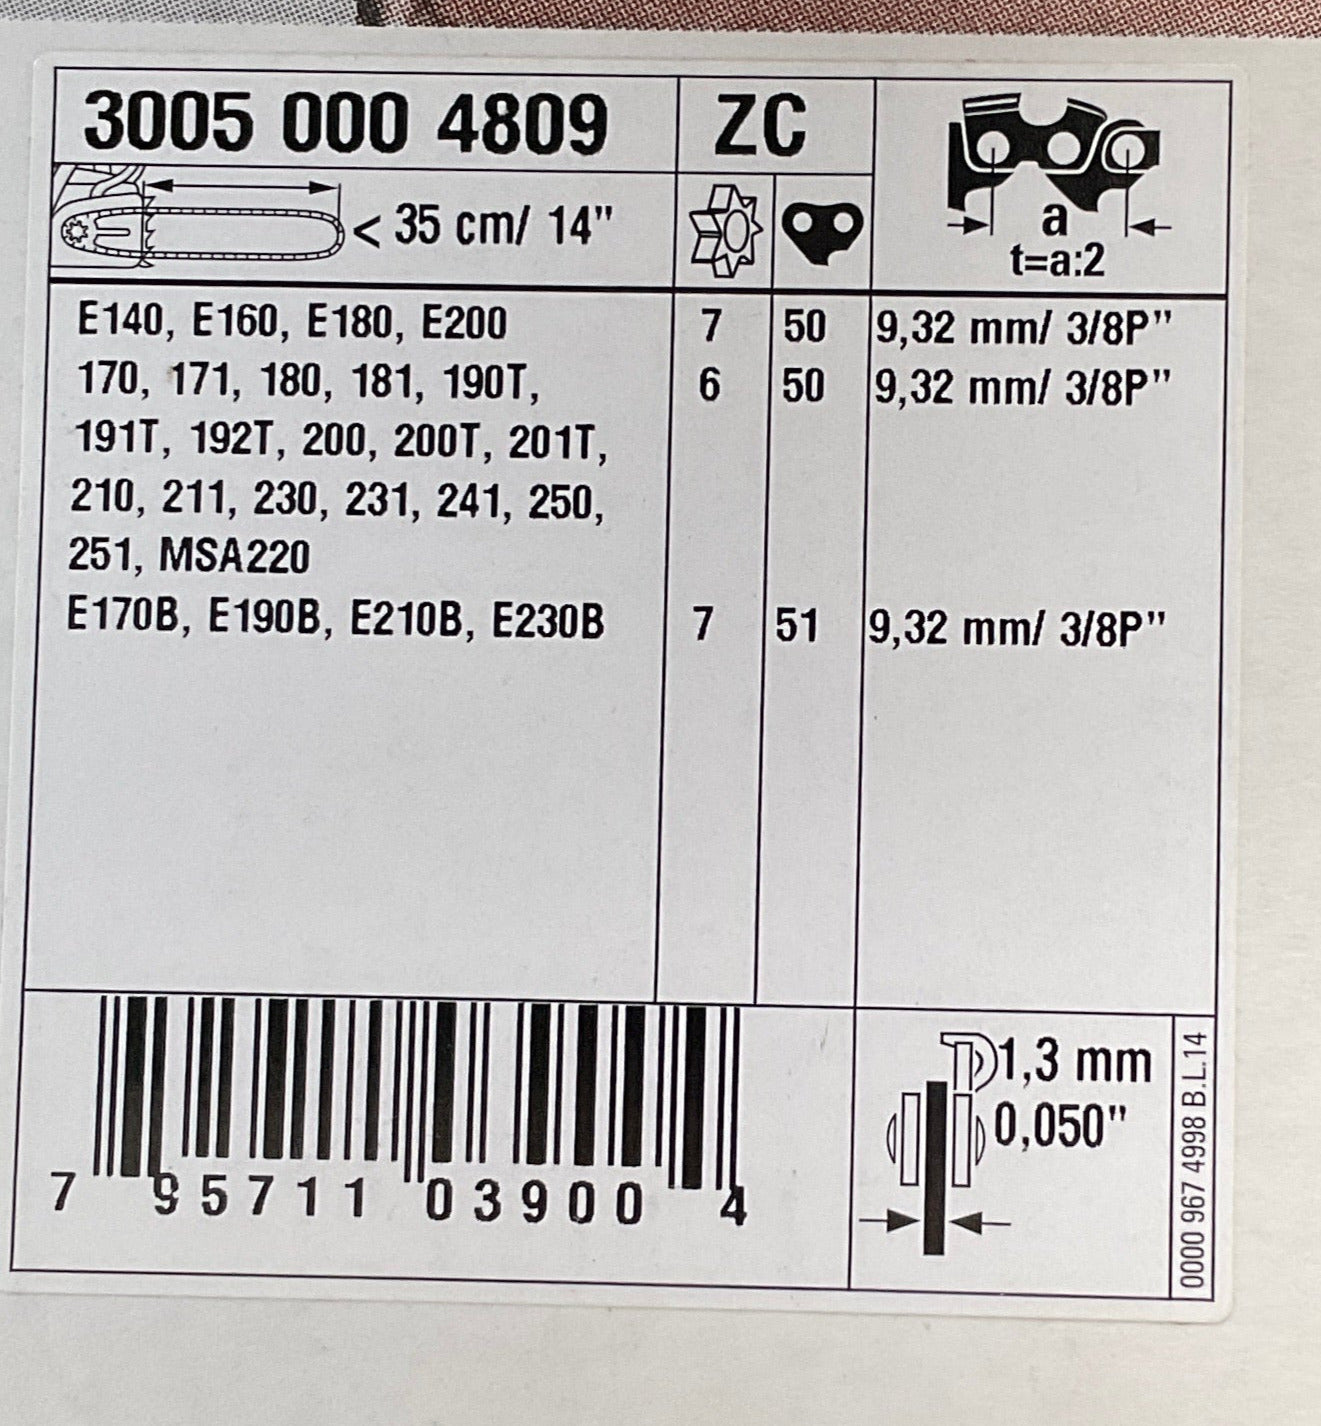 3005 000 4809 ZC
< 35 cm/ 14"
a
t=a:2
E140, E160, E180, E200 7 50 9,32 mm/ 3/8P"
170, 171, 180, 181, 190T, 6 50 9,32 mm/ 3/8P"
191T, 192T, 200, 200T, 201T,
210, 211, 230, 231, 241, 250,
251, MSA220
E170B, E190B, E210B, E230B 7 51 9,32 mm/ 3/8P"
1,3 mm
0,050"
7 95711 03900 4
0000 967 4998 B.L.14